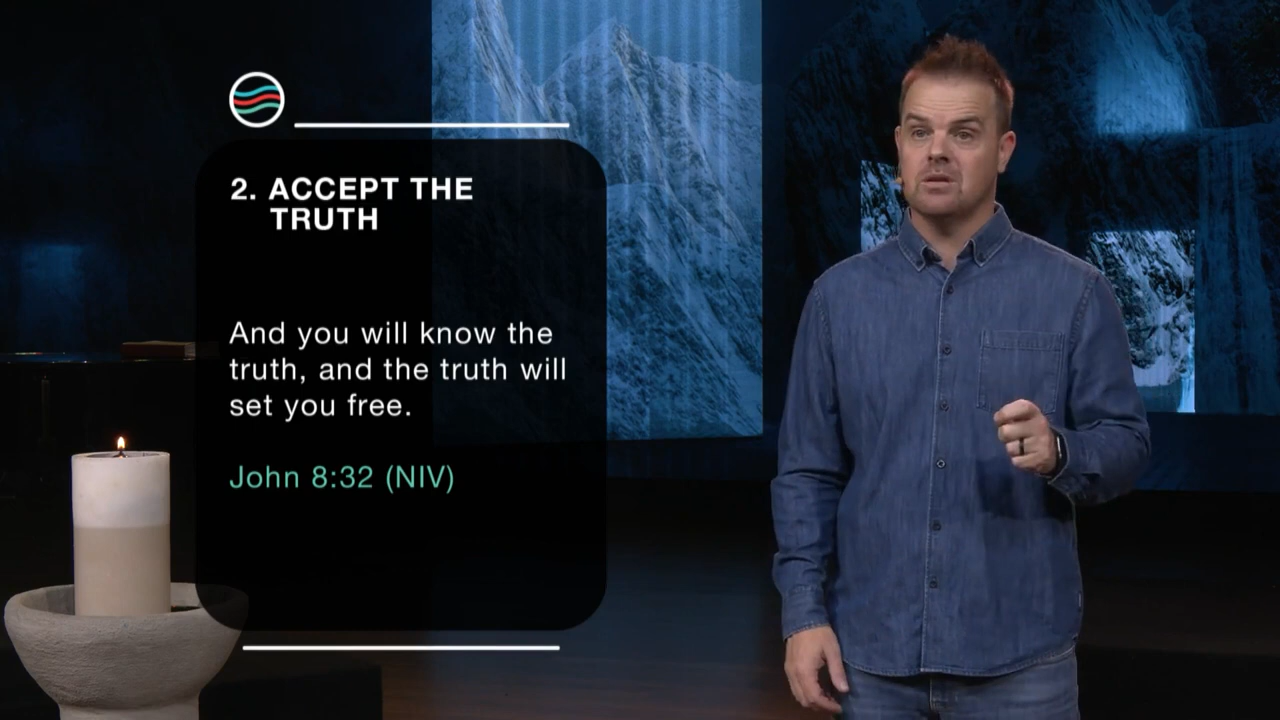 2. ACCEPT THE
TRUTH
And you will know the
truth, and the truth will
set you free.
John 8:32 (NIV)